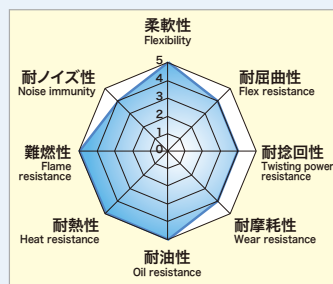 柔軟性
Flexibility
耐ノイズ性
Noise immunity
耐屈曲性
Flex resistance
5
4
3
2
1
0
難燃性
Flame
resistance
耐捻回性
Twisting power
resistance
耐熱性
Heat resistance
耐摩耗性
Wear resistance
耐油性
Oil resistance